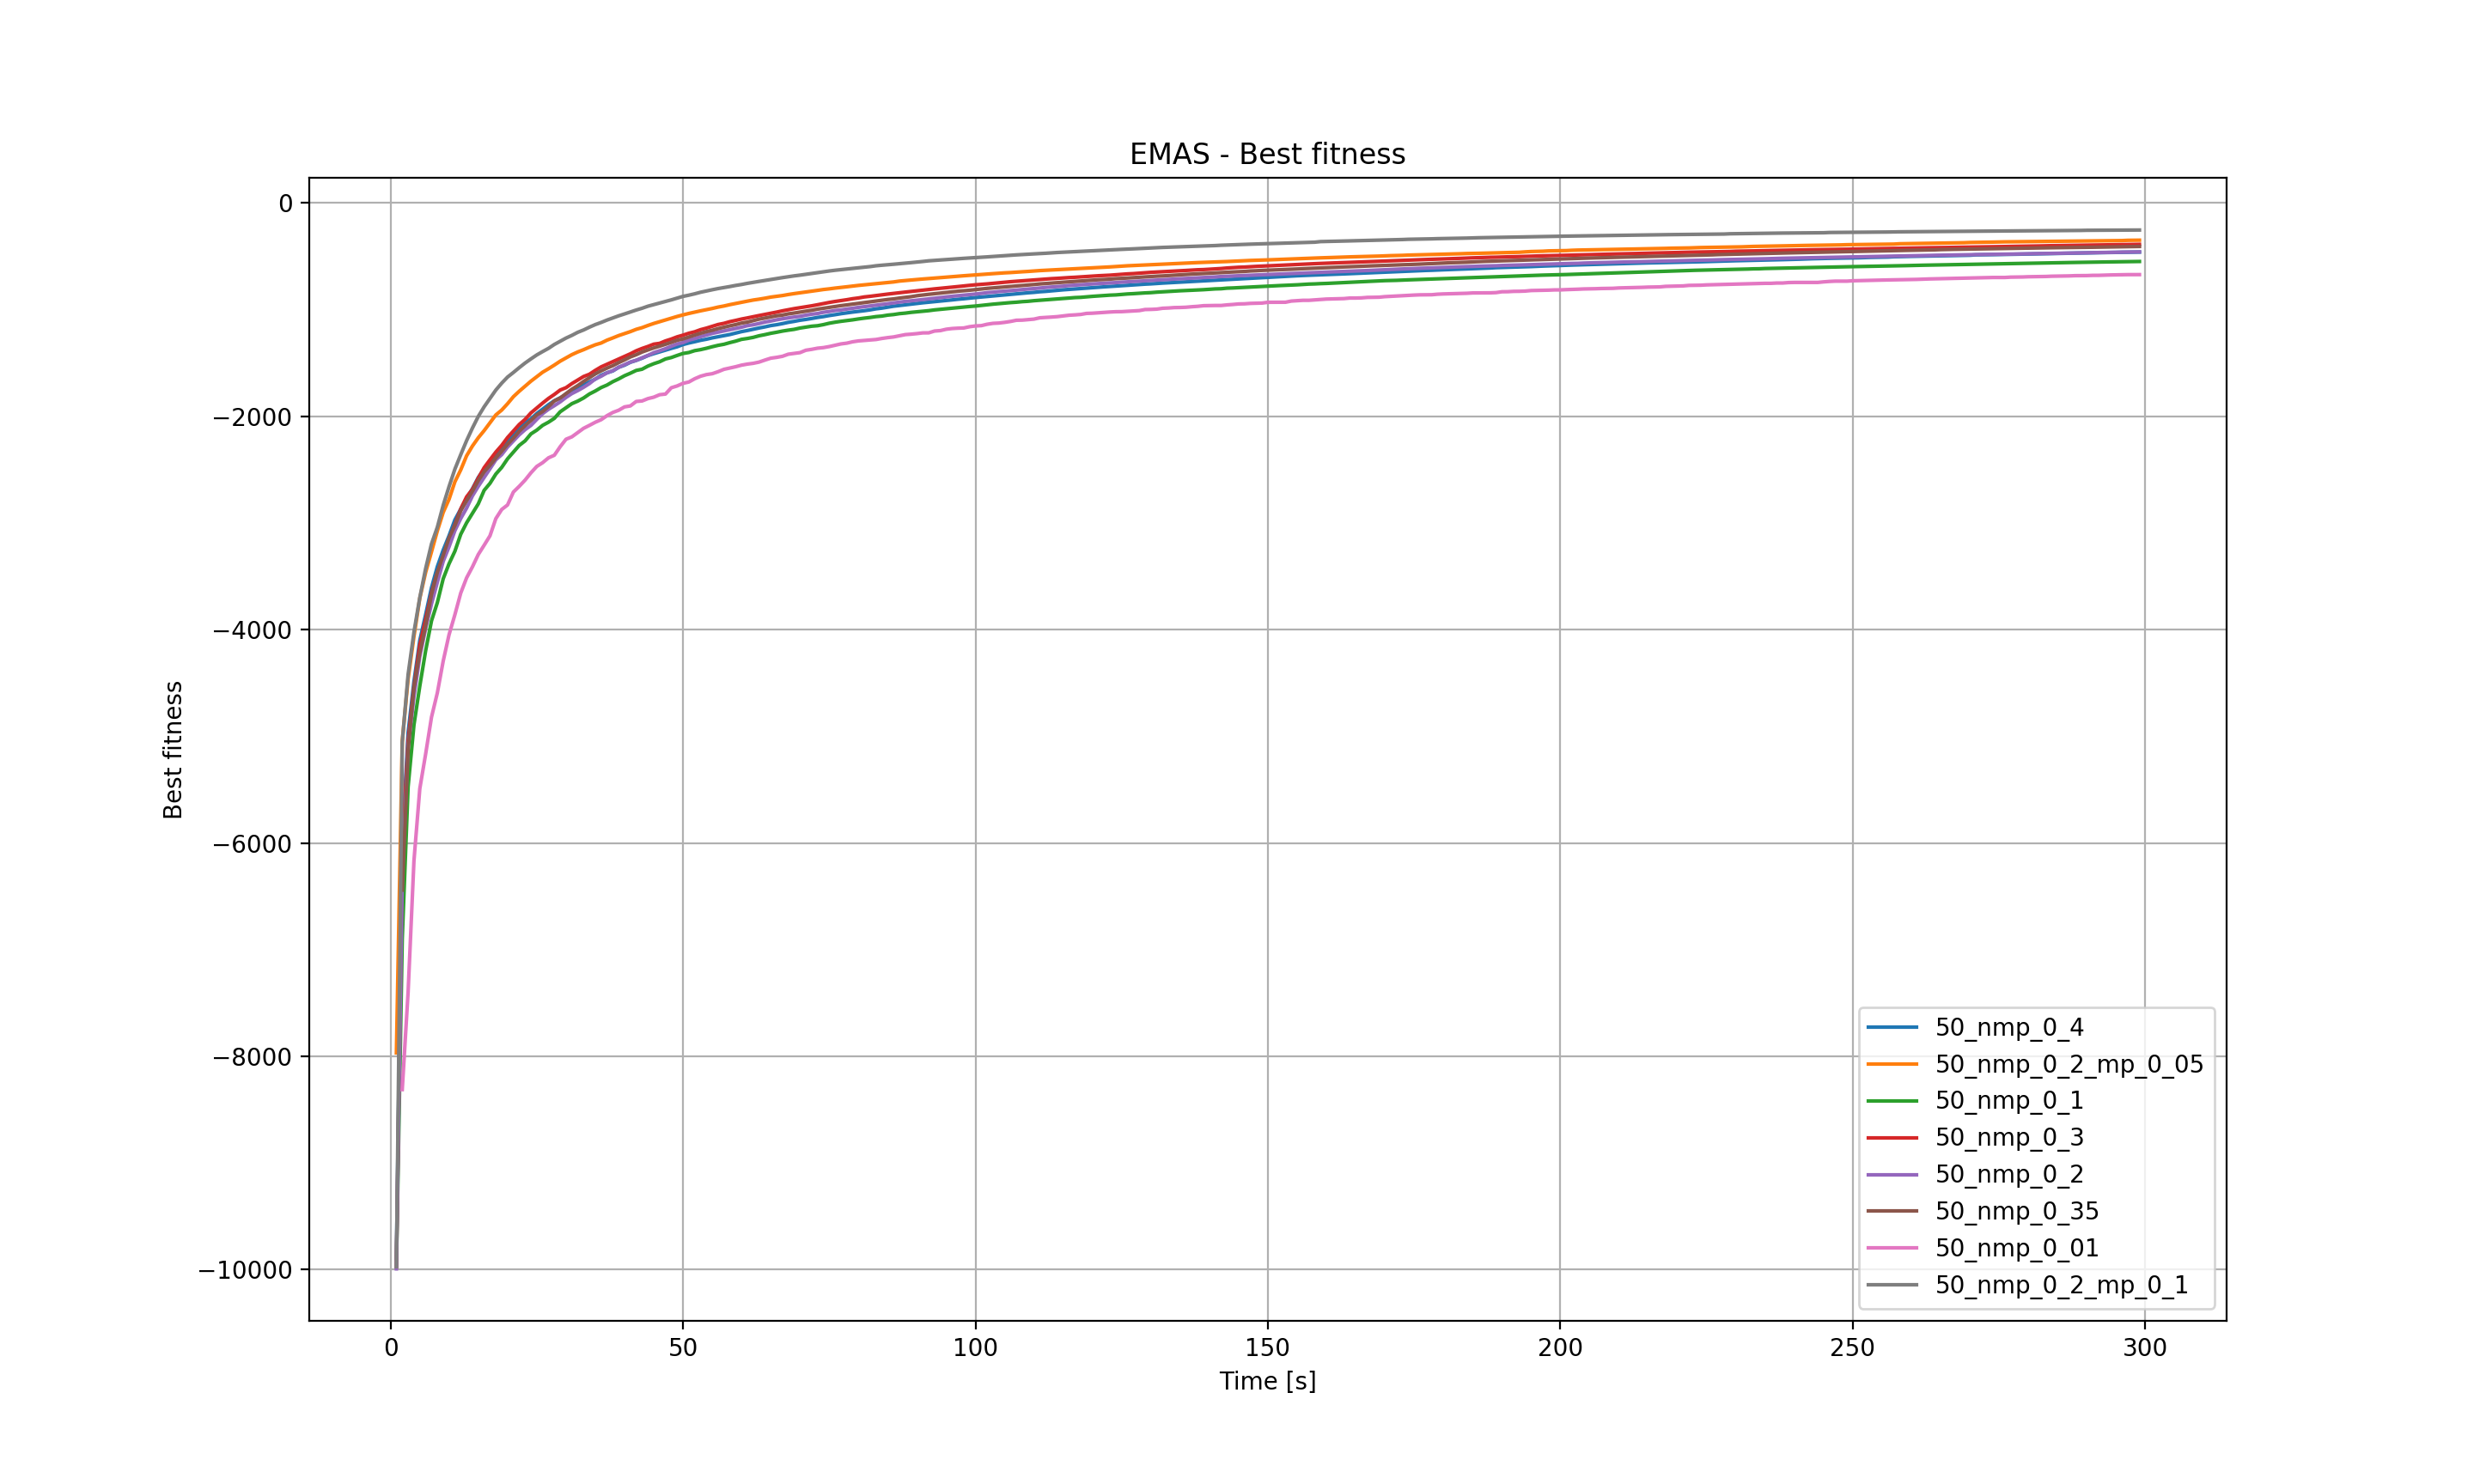 EMAS - Best fitness
0
−2000
−4000
−6000
−8000
−10000
Best fitness
0 50 100 150 200 250 300
Time [s]
50_nmp_0_4
50_nmp_0_2_mp_0_05
50_nmp_0_1
50_nmp_0_3
50_nmp_0_2
50_nmp_0_35
50_nmp_0_01
50_nmp_0_2_mp_0_1